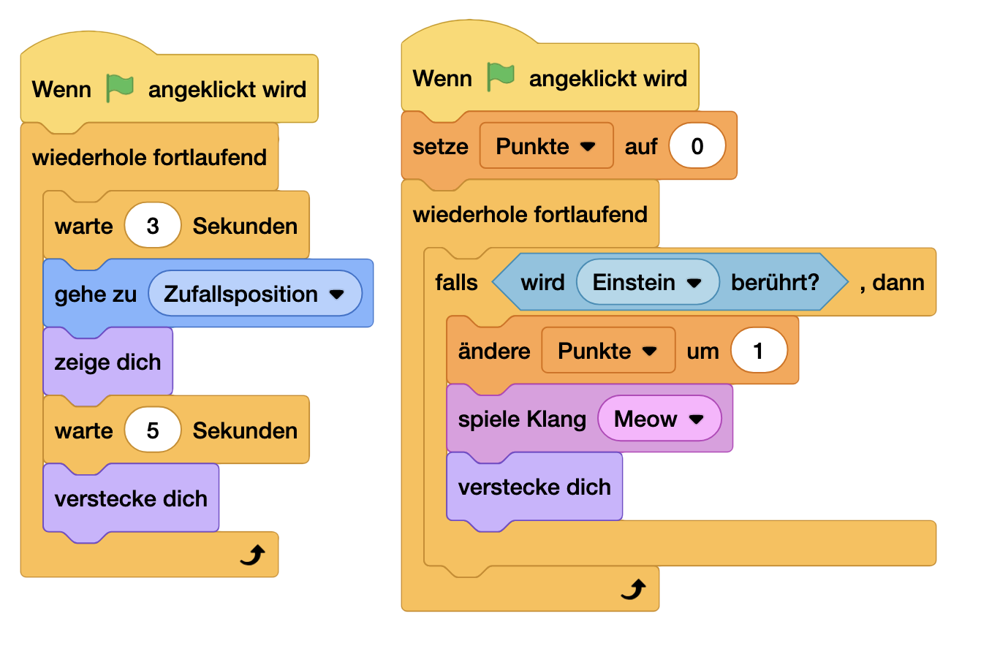 Wenn angeklickt wird
wiederhole fortlaufend
warte 3 Sekunden
gehe zu Zufallsposition
zeige dich
warte 5 Sekunden
verstecke dich
Wenn angeklickt wird
setze Punkte auf 0
wiederhole fortlaufend
falls wird Einstein berührt? , dann
ändere Punkte um 1
spiele Klang Meow
verstecke dich